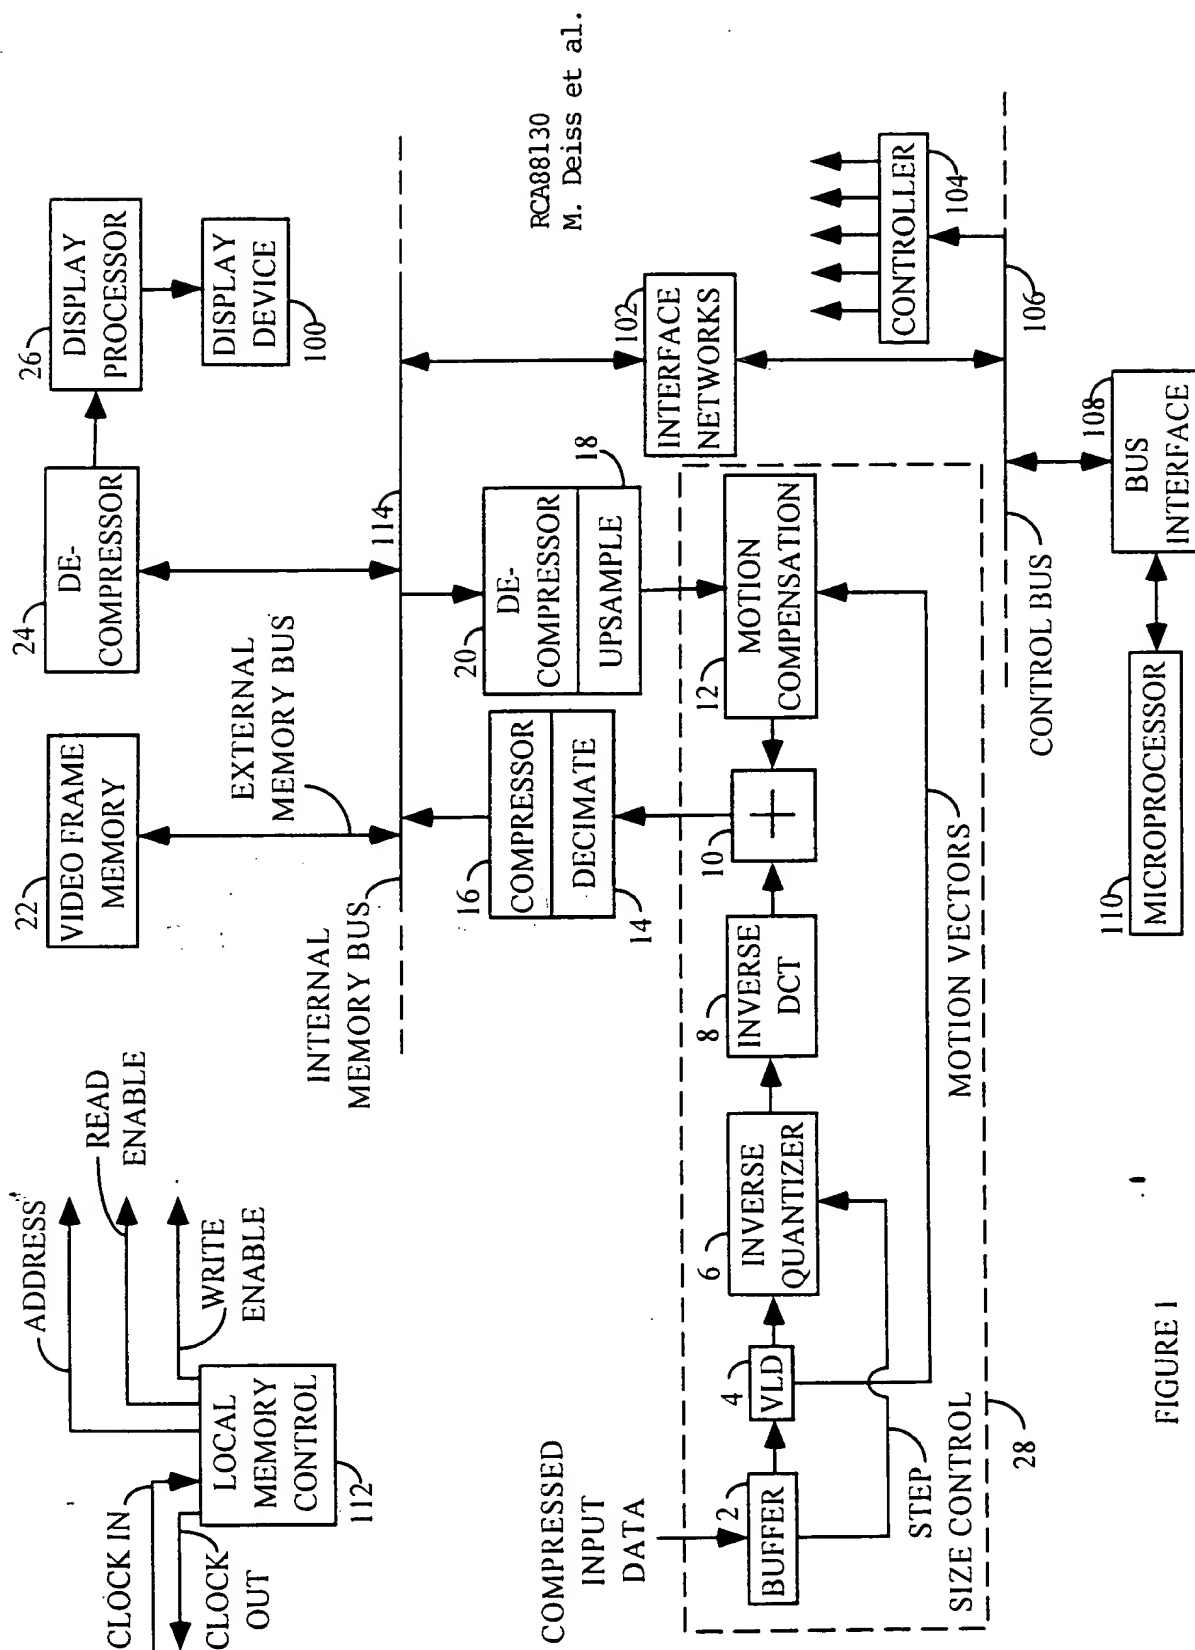 CLOCK IN
CLOCK
OUT
LOCAL
MEMORY
CONTROL
112
ADDRESS
READ
ENABLE
WRITE
ENABLE
22
VIDEO FRAME
MEMORY
EXTERNAL
MEMORY BUS
INTERNAL
MEMORY BUS
24
DE-
COMPRESSOR
26
DISPLAY
PROCESSOR
DISPLAY
DEVICE
100
114
RCA88130
M. Deiss et al.
16
COMPRESSOR
DECIMATE
14
20
DE-
COMPRESSOR
UPSAMPLE
18
102
INTERFACE
NETWORKS
CONTROLLER
104
106
COMPRESSED
INPUT
DATA
2
BUFFER
4
VLD
6
INVERSE
QUANTIZER
8
INVERSE
DCT
10
+
12
MOTION
COMPENSATION
STEP
SIZE CONTROL
28
MOTION VECTORS
CONTROL BUS
108
BUS
INTERFACE
110
MICROPROCESSOR
FIGURE 1